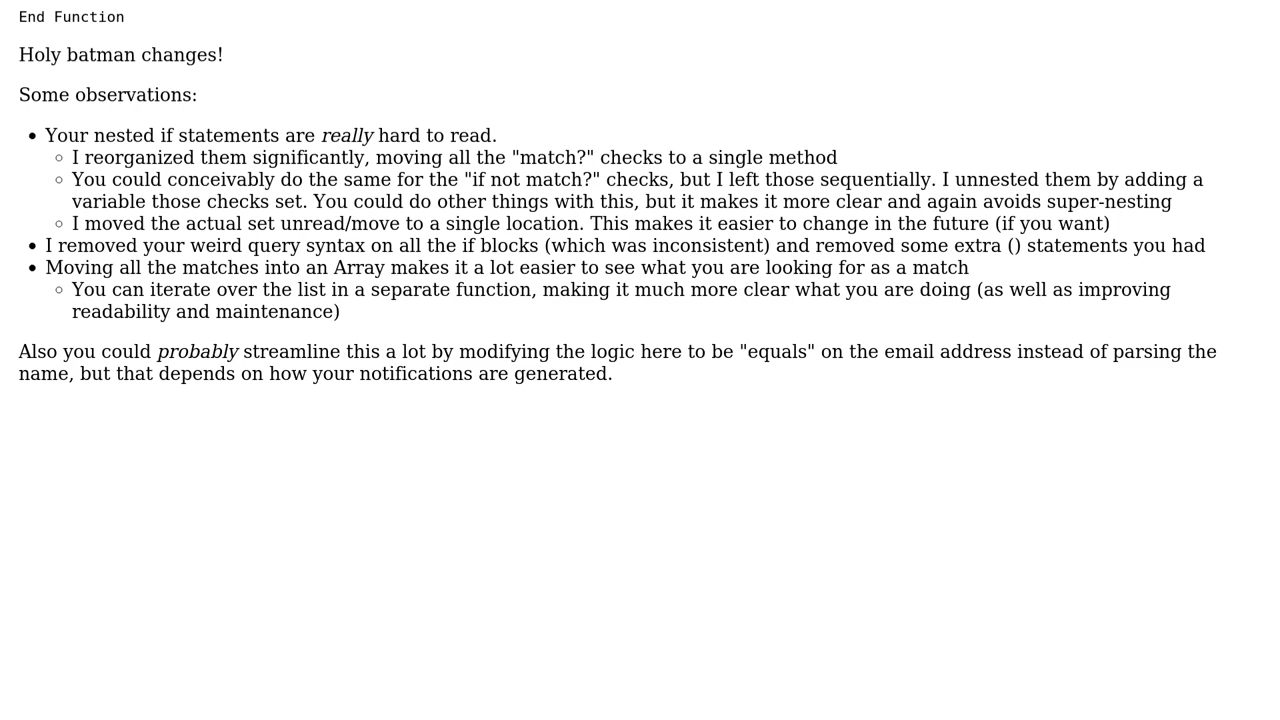 End Function
Holy batman changes!
Some observations:
Your nested if statements are really hard to read.
I reorganized them significantly, moving all the "match?" checks to a single method
You could conceivably do the same for the "if not match?" checks, but I left those sequentially. I unnested them by adding a
variable those checks set. You could do other things with this, but it makes it more clear and again avoids super-nesting
I moved the actual set unread/move to a single location. This makes it easier to change in the future (if you want)
I removed your weird query syntax on all the if blocks (which was inconsistent) and removed some extra () statements you had
Moving all the matches into an Array makes it a lot easier to see what you are looking for as a match
You can iterate over the list in a separate function, making it much more clear what you are doing (as well as improving
readability and maintenance)
Also you could probably streamline this a lot by modifying the logic here to be "equals" on the email address instead of parsing the
name, but that depends on how your notifications are generated.